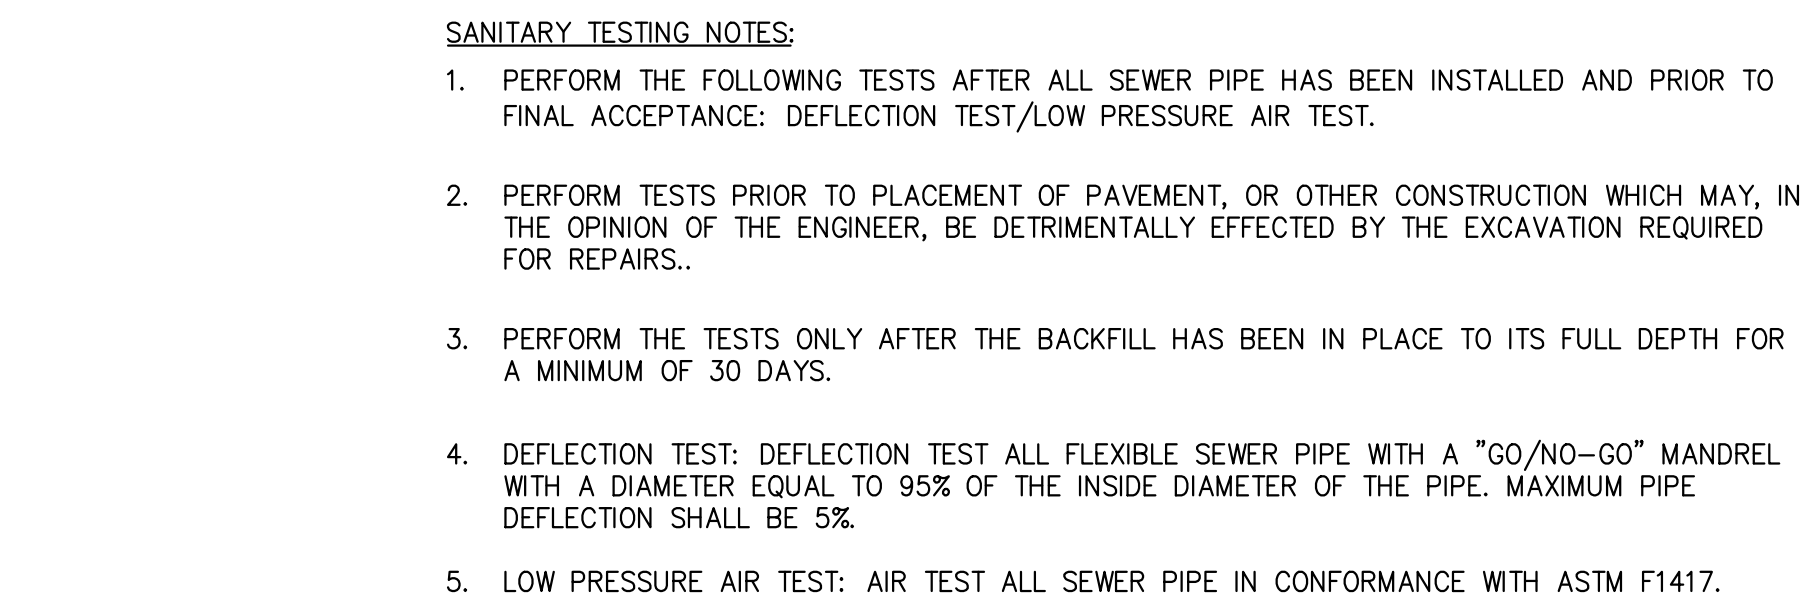 SANITARY TESTING NOTES:
1. PERFORM THE FOLLOWING TESTS AFTER ALL SEWER PIPE HAS BEEN INSTALLED AND PRIOR TO
FINAL ACCEPTANCE: DEFLECTION TEST/LOW PRESSURE AIR TEST.
2. PERFORM TESTS PRIOR TO PLACEMENT OF PAVEMENT, OR OTHER CONSTRUCTION WHICH MAY, IN
THE OPINION OF THE ENGINEER, BE DETRIMENTALLY EFFECTED BY THE EXCAVATION REQUIRED
FOR REPAIRS..
3. PERFORM THE TESTS ONLY AFTER THE BACKFILL HAS BEEN IN PLACE TO ITS FULL DEPTH FOR
A MINIMUM OF 30 DAYS.
4. DEFLECTION TEST: DEFLECTION TEST ALL FLEXIBLE SEWER PIPE WITH A ”GO/NO–GO” MANDREL
WITH A DIAMETER EQUAL TO 95% OF THE INSIDE DIAMETER OF THE PIPE. MAXIMUM PIPE
DEFLECTION SHALL BE 5%.
5. LOW PRESSURE AIR TEST: AIR TEST ALL SEWER PIPE IN CONFORMANCE WITH ASTM F1417.